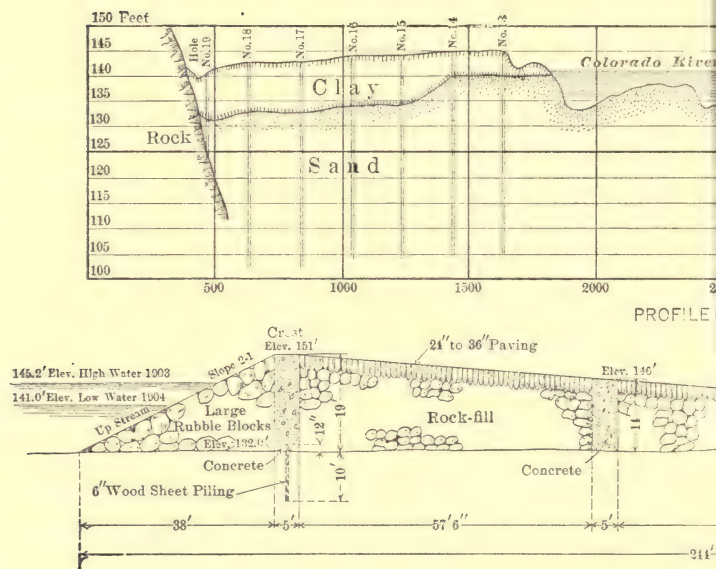 150 Feet
145
140
135
130
125
120
115
110
105
100
Hole No.19
No.18
No.17
No.16
No.15
No.14
No.13
Colorado River
Clay
Rock
Sand
500
1000
1500
2000
PROFILE
Crest
Elev. 151'
24" to 36" Paving
Elev. 146'
145.2' Elev. High Water 1903
141.0' Elev. Low Water 1904
Up Stream
Slope 2-1
Large
Rubble Blocks
Elev. 132.0'
12"
19
Rock-fill
14
Concrete
10'
Concrete
6" Wood Sheet Piling
38'
5'
57'6"
5'
244'